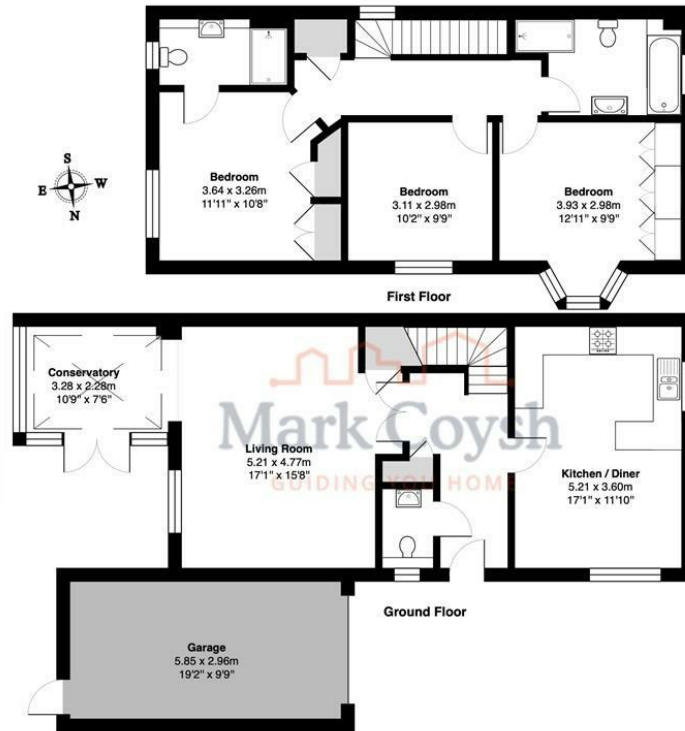 Bedroom
3.64 x 3.26m
11'11" x 10'8"
Bedroom
3.11 x 2.98m
10'2" x 9'9"
Bedroom
3.93 x 2.98m
12'11" x 9'9"
S
E
W
N
First Floor
Conservatory
3.28 x 2.28m
10'9" x 7'6"
Living Room
5.21 x 4.77m
17'1" x 15'8"
Mark Coysh
GUIDING YOU HOME
Kitchen / Diner
5.21 x 3.60m
17'1" x 11'10"
Ground Floor
Garage
5.85 x 2.96m
19'2" x 9'9"